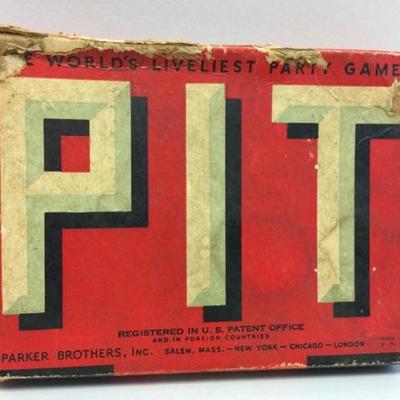 E WORLD'S LIVELIEST PARTY GAME
PIT
REGISTERED IN U. S. PATENT OFFICE
AND IN FOREIGN COUNTRIES
PARKER BROTHERS, INC. SALEM, MASS.—NEW YORK—CHICAGO—LONDON